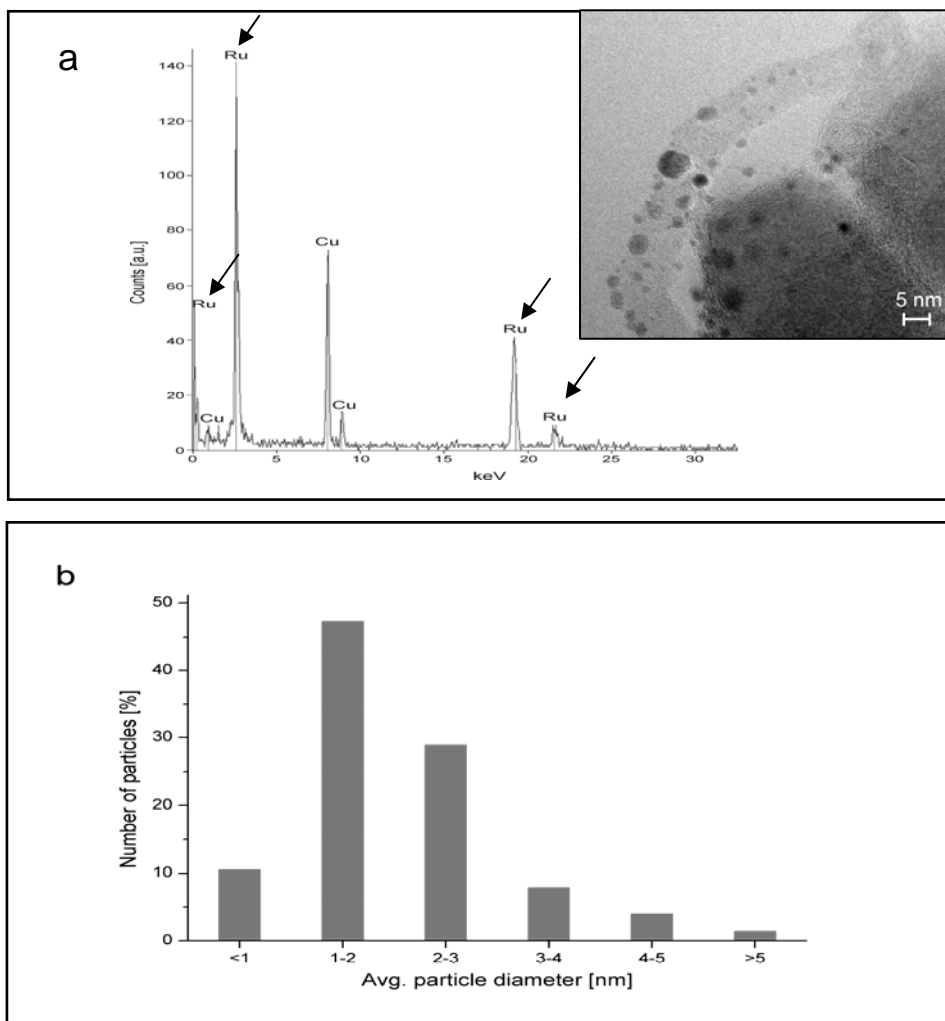 a
Ru
140
120
100
80
60
40
20
0
Counts [a.u.]
Ru
Cu
Cu
Cu
Ru
Ru
0 5 10 15 20 25 30
keV
5 nm
b
50
40
30
20
10
0
Number of particles [%]
<1 1-2 2-3 3-4 4-5 >5
Avg. particle diameter [nm]